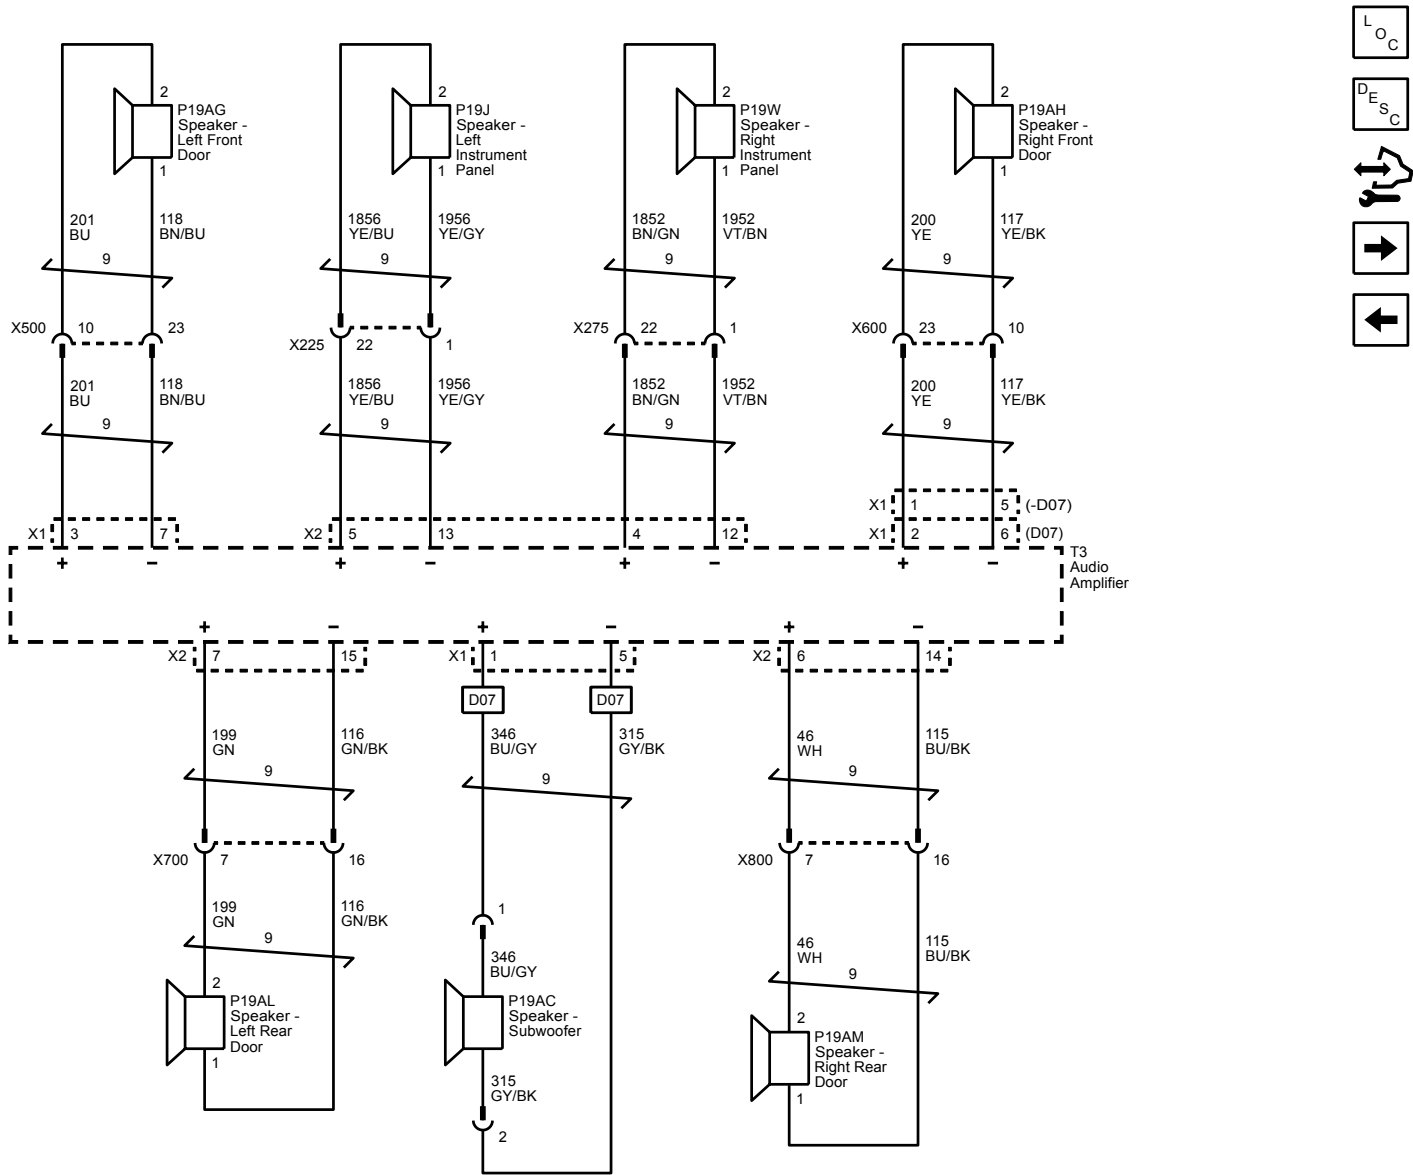 L
O
C
D
E
S
C
2
P19AG
Speaker -
Left Front
Door
1
2
P19J
Speaker -
Left
Instrument
Panel
1
2
P19W
Speaker -
Right
Instrument
Panel
1
2
P19AH
Speaker -
Right Front
Door
1
201
BU
118
BN/BU
1856
YE/BU
1956
YE/GY
1852
BN/GN
1952
VT/BN
200
YE
117
YE/BK
9
9
9
9
X500
10
23
X225
22
1
X275
22
1
X600
23
10
201
BU
118
BN/BU
1856
YE/BU
1956
YE/GY
1852
BN/GN
1952
VT/BN
200
YE
117
YE/BK
9
9
9
9
X1
1
5
(-D07)
X1
3
7
X2
5
13
4
12
X1
2
6
(D07)
+
−
+
−
+
−
+
−
T3
Audio
Amplifier
+
−
+
−
+
−
X2
7
15
X1
1
5
X2
6
14
D07
D07
199
GN
116
GN/BK
346
BU/GY
315
GY/BK
46
WH
115
BU/BK
9
9
9
X700
7
16
X800
7
16
199
GN
116
GN/BK
1
46
WH
115
BU/BK
9
346
BU/GY
9
2
P19AL
Speaker -
Left Rear
Door
1
P19AC
Speaker -
Subwoofer
2
P19AM
Speaker -
Right Rear
Door
1
315
GY/BK
2